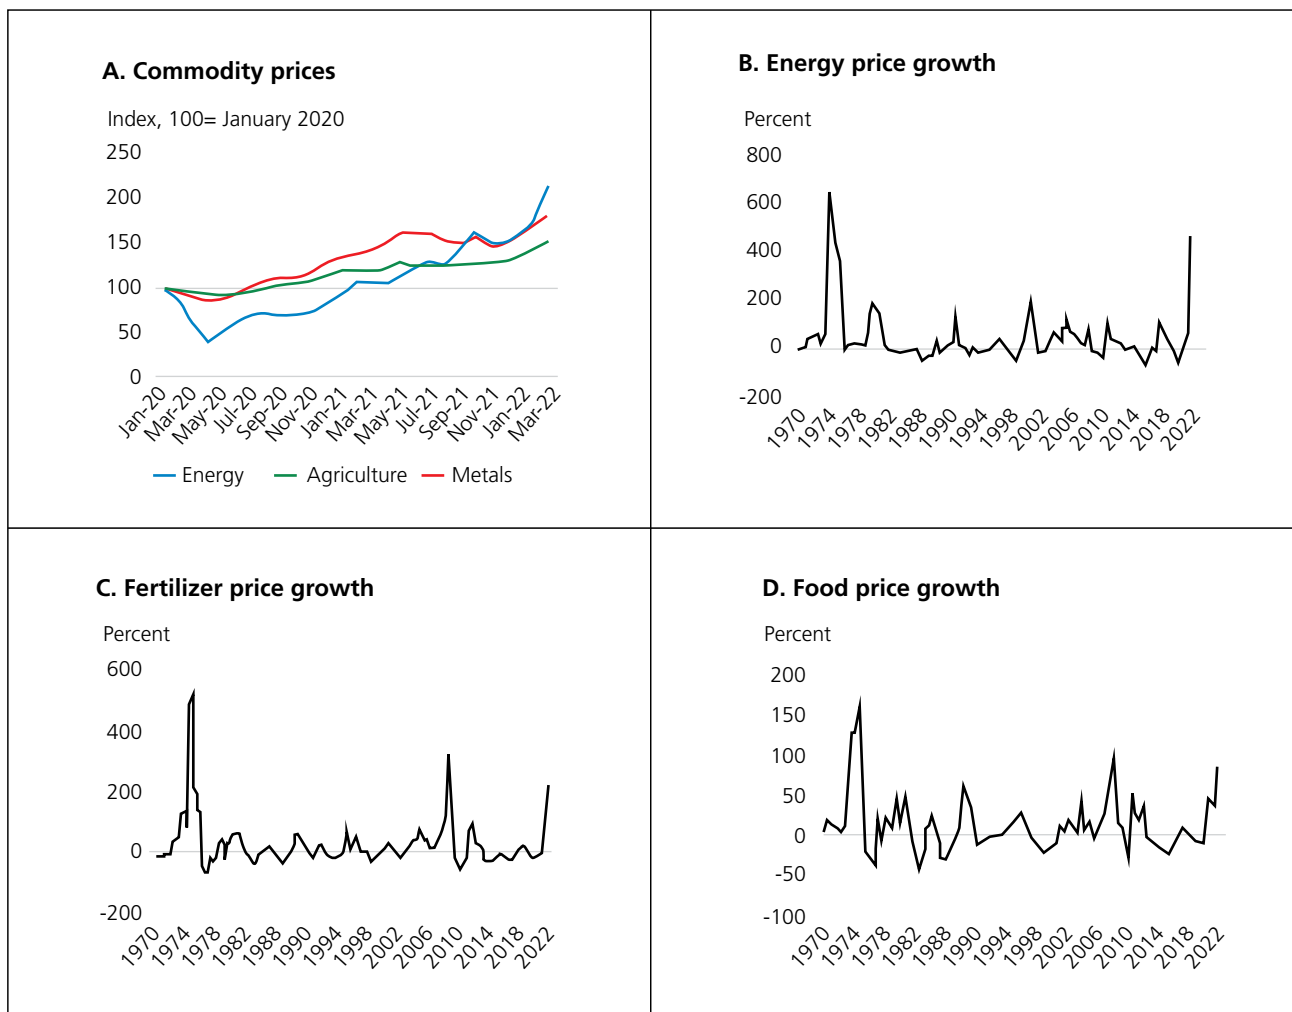 A. Commodity prices
Index, 100= January 2020
250
200
150
100
50
0
Jan-20
Mar-20
May-20
Jul-20
Sep-20
Nov-20
Jan-21
Mar-21
May-21
Jul-21
Sep-21
Nov-21
Jan-22
Mar-22
Energy Agriculture Metals
B. Energy price growth
Percent
800
600
400
200
0
-200
1970
1974
1978
1982
1986
1990
1994
1998
2002
2006
2010
2014
2018
2022
C. Fertilizer price growth
Percent
600
400
200
0
-200
1970
1974
1978
1982
1986
1990
1994
1998
2002
2006
2010
2014
2018
2022
D. Food price growth
Percent
200
150
100
50
0
-50
-100
1970
1974
1978
1982
1986
1990
1994
1998
2002
2006
2010
2014
2018
2022